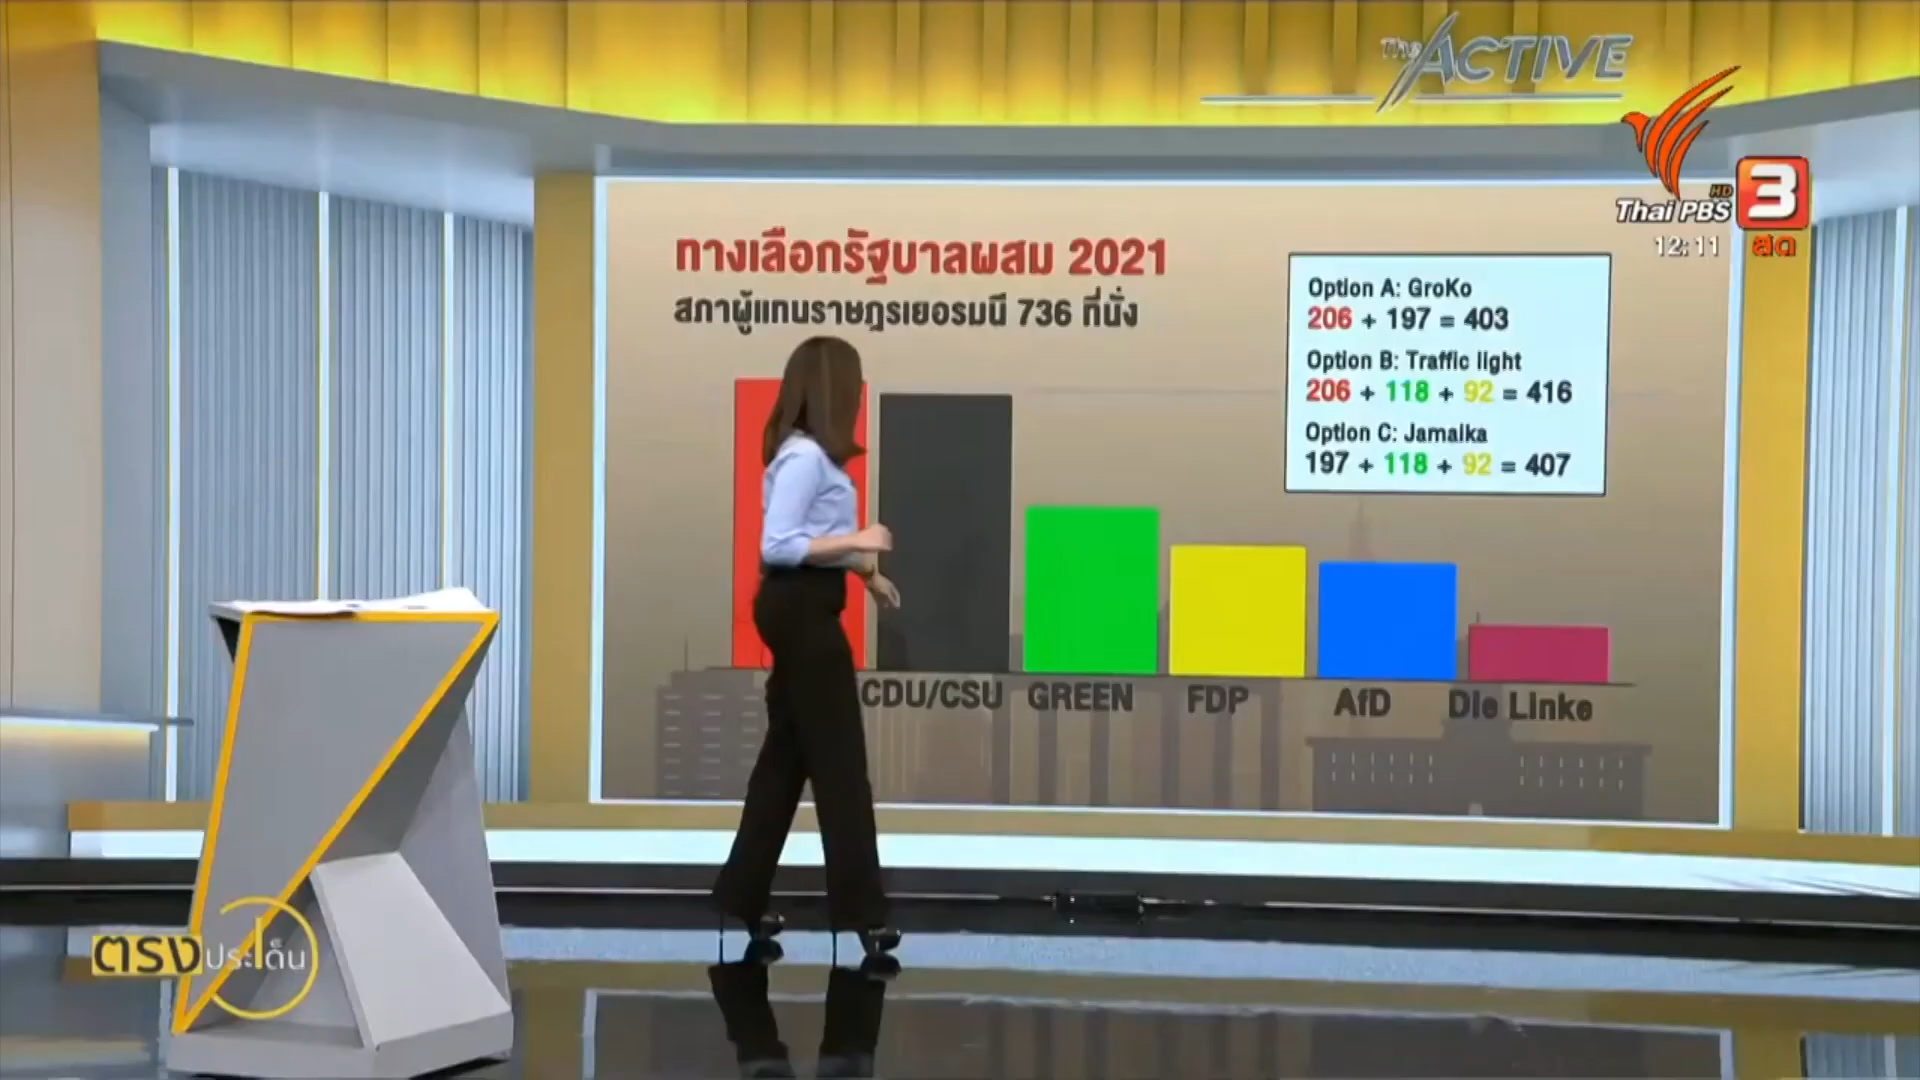 The ACTIVE
HD
Thai PBS 3
12:11 สด
ทางเลือกรัฐบาลผสม 2021
สภาผู้แทนราษฎรเยอรมนี 736 ที่นั่ง
Option A: GroKo
206 + 197 = 403
Option B: Traffic light
206 + 118 + 92 = 416
Option C: Jamaika
197 + 118 + 92 = 407
CDU/CSU GREEN FDP AfD Die Linke
ตรงประเด็น